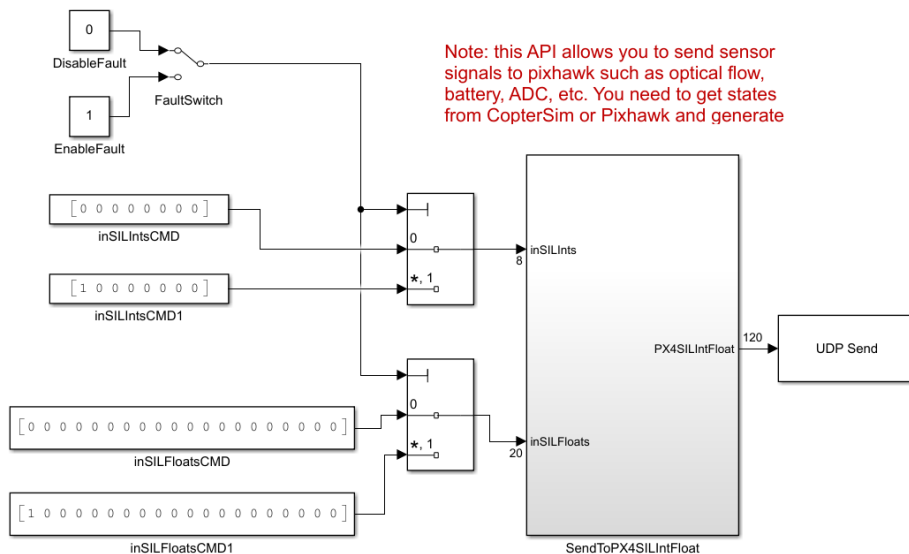 0
DisableFault
FaultSwitch
1
EnableFault
Note: this API allows you to send sensor
signals to pixhawk such as optical flow,
battery, ADC, etc. You need to get states
from CopterSim or Pixhawk and generate
[0 0 0 0 0 0 0 0]
inSILIntsCMD
[1 0 0 0 0 0 0 0]
inSILIntsCMD1
0
*, 1
8
inSILInts
PX4SILIntFloat
120
UDP Send
[0 0 0 0 0 0 0 0 0 0 0 0 0 0 0 0 0 0 0 0]
inSILFloatsCMD
[1 0 0 0 0 0 0 0 0 0 0 0 0 0 0 0 0 0 0 0]
inSILFloatsCMD1
0
*, 1
20
inSILFloats
SendToPX4SILIntFloat